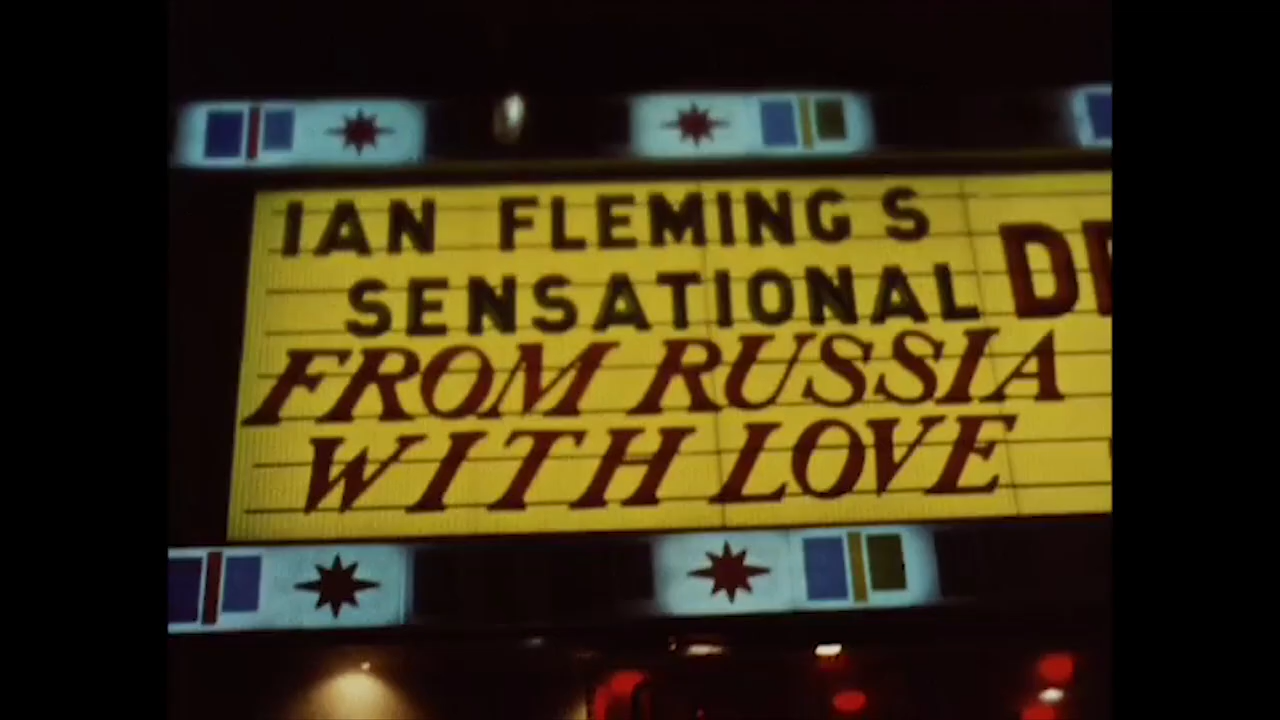 IAN FLEMING S
SENSATIONAL
FROM RUSSIA
WITH LOVE